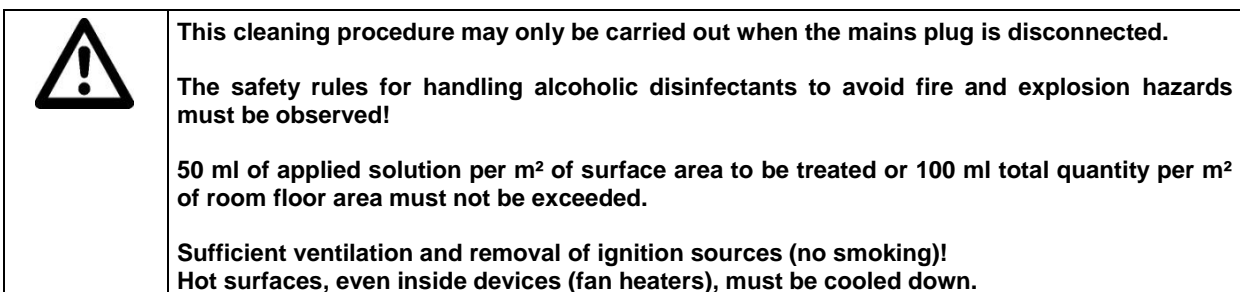 This cleaning procedure may only be carried out when the mains plug is disconnected.
The safety rules for handling alcoholic disinfectants to avoid fire and explosion hazards
must be observed!
50 ml of applied solution per m² of surface area to be treated or 100 ml total quantity per m²
of room floor area must not be exceeded.
Sufficient ventilation and removal of ignition sources (no smoking)!
Hot surfaces, even inside devices (fan heaters), must be cooled down.